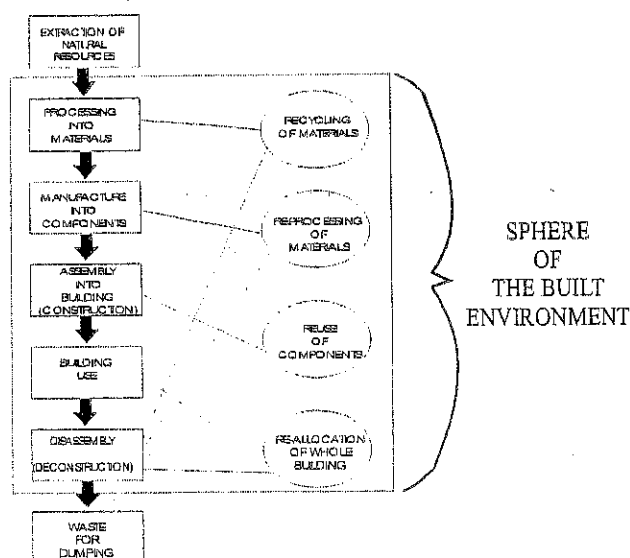 EXTRACTION OF
NATURAL
RESOURCES
PROCESSING
INTO
MATERIALS
MANUFACTURE
INTO
COMPONENTS
ASSEMBLY
INTO
BUILDING
(CONSTRUCTION)
BUILDING
USE
DISASSEMBLY
(DECONSTRUCTION)
WASTE
FOR
DUMPING
RECYCLING
OF MATERIALS
REPROCESSING
OF
MATERIALS
REUSE
OF
COMPONENTS
RE-ALLOCATION
OF WHOLE
BUILDING
SPHERE
OF
THE BUILT
ENVIRONMENT